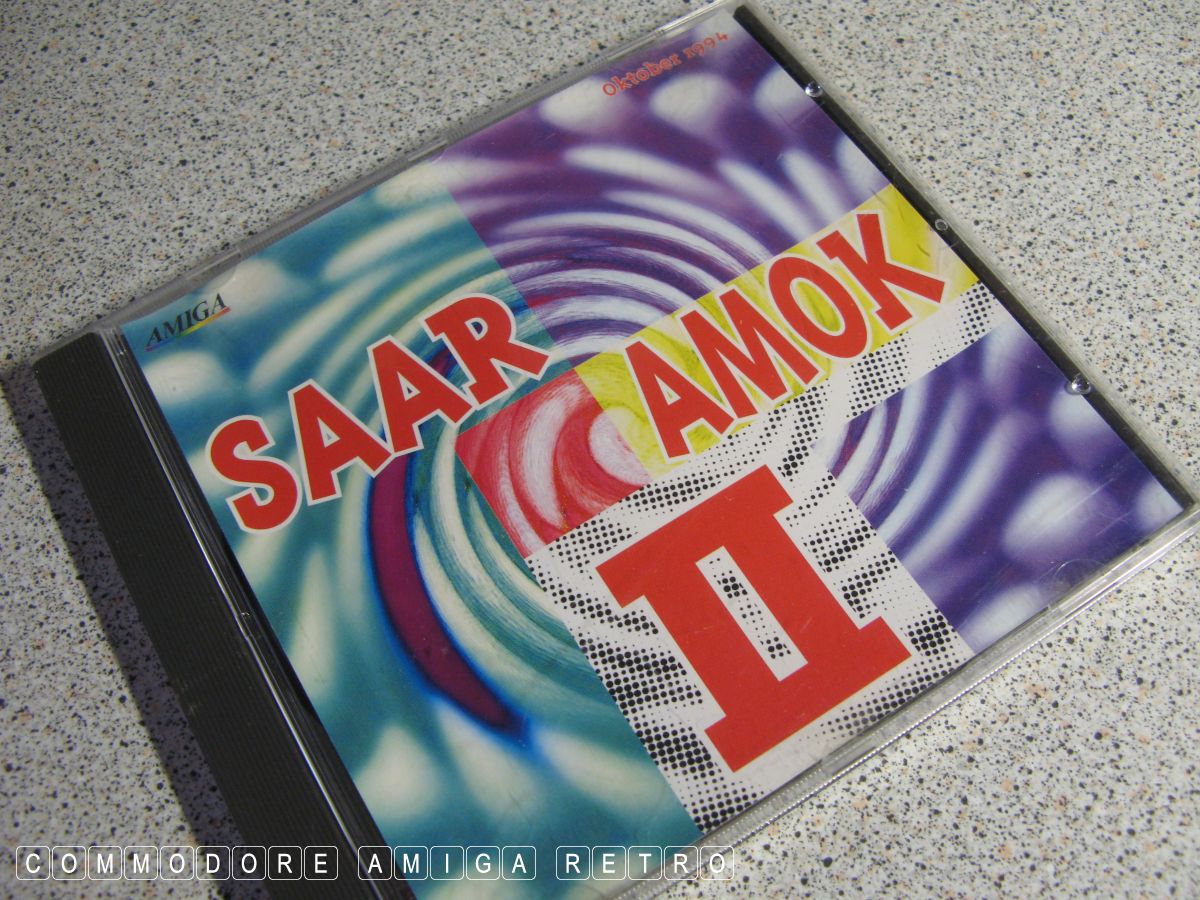 Oktober 1994
AMIGA
SAAR AMOK
II
COMMODORE AMIGA RETRO